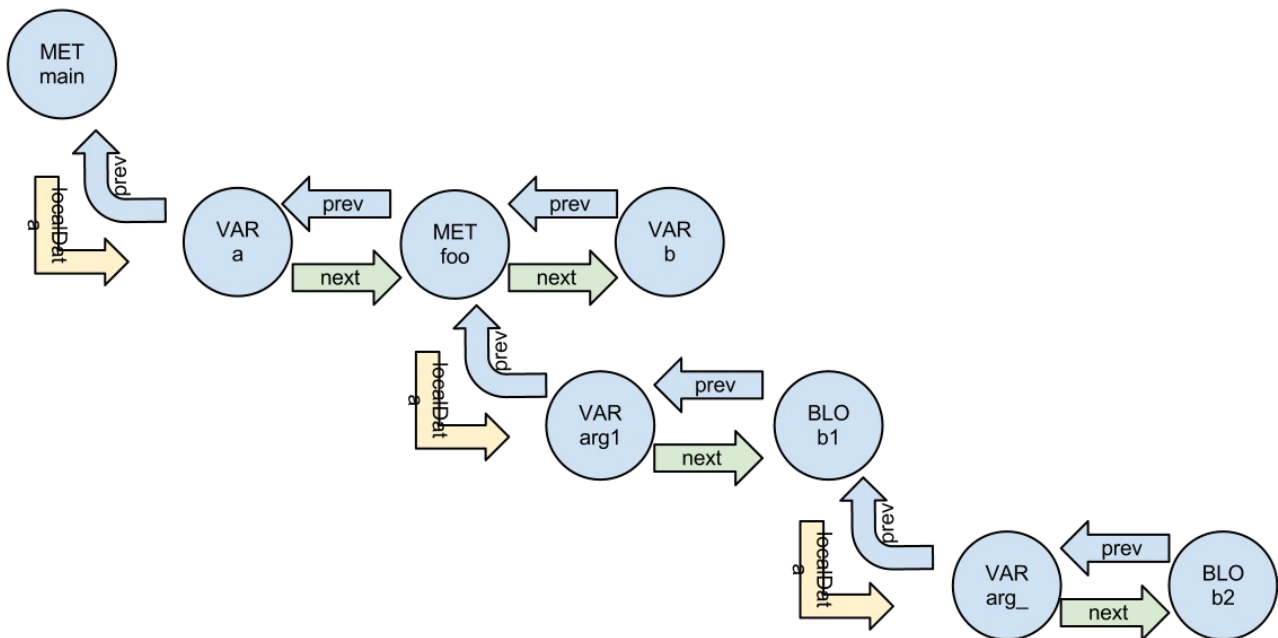 MET
main
prev
localDat
a
VAR
a
prev
next
MET
foo
prev
next
VAR
b
prev
localDat
a
VAR
arg1
prev
next
BLO
b1
prev
localDat
a
VAR
arg_
prev
next
BLO
b2